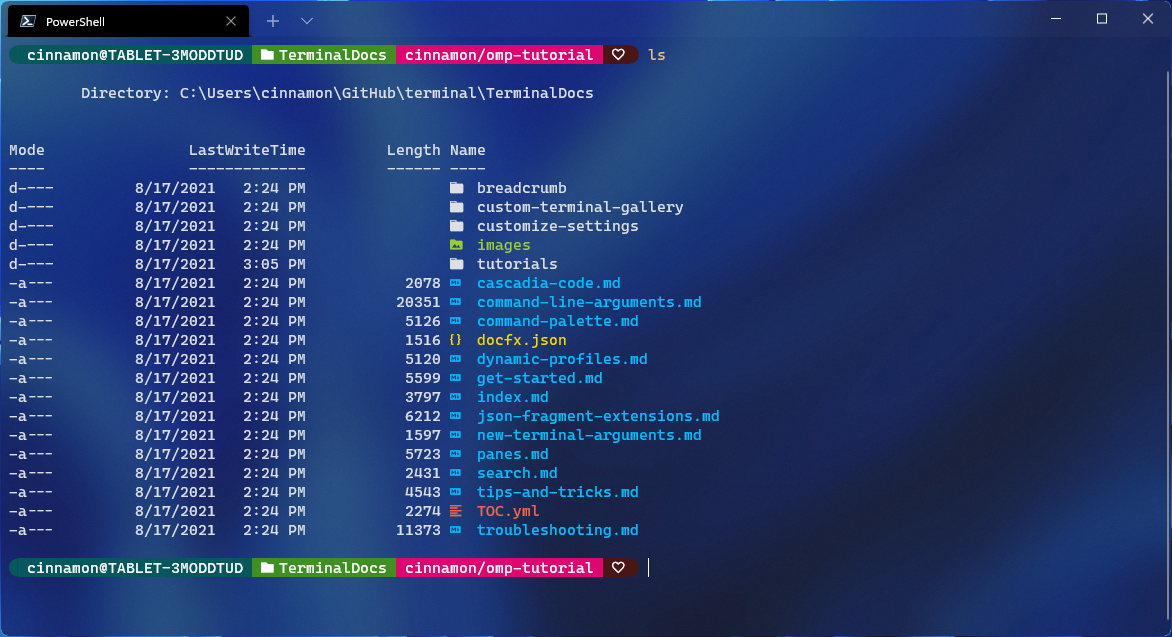 PowerShell
cinnamon@TABLET-3MODDTUD TerminalDocs cinnamon/omp-tutorial ls
Directory: C:\Users\cinnamon\GitHub\terminal\TerminalDocs
Mode LastWriteTime Length Name
---- ------------- ------ ----
d---- 8/17/2021 2:24 PM breadcrumb
d---- 8/17/2021 2:24 PM custom-terminal-gallery
d---- 8/17/2021 2:24 PM customize-settings
d---- 8/17/2021 2:24 PM images
d---- 8/17/2021 3:05 PM tutorials
-a--- 8/17/2021 2:24 PM 2078 cascadia-code.md
-a--- 8/17/2021 2:24 PM 20351 command-line-arguments.md
-a--- 8/17/2021 2:24 PM 5126 command-palette.md
-a--- 8/17/2021 2:24 PM 1516 {} docfx.json
-a--- 8/17/2021 2:24 PM 5120 dynamic-profiles.md
-a--- 8/17/2021 2:24 PM 5599 get-started.md
-a--- 8/17/2021 2:24 PM 3797 index.md
-a--- 8/17/2021 2:24 PM 6212 json-fragment-extensions.md
-a--- 8/17/2021 2:24 PM 1597 new-terminal-arguments.md
-a--- 8/17/2021 2:24 PM 5723 panes.md
-a--- 8/17/2021 2:24 PM 2431 search.md
-a--- 8/17/2021 2:24 PM 4543 tips-and-tricks.md
-a--- 8/17/2021 2:24 PM 2274 TOC.yml
-a--- 8/17/2021 2:24 PM 11373 troubleshooting.md
cinnamon@TABLET-3MODDTUD TerminalDocs cinnamon/omp-tutorial